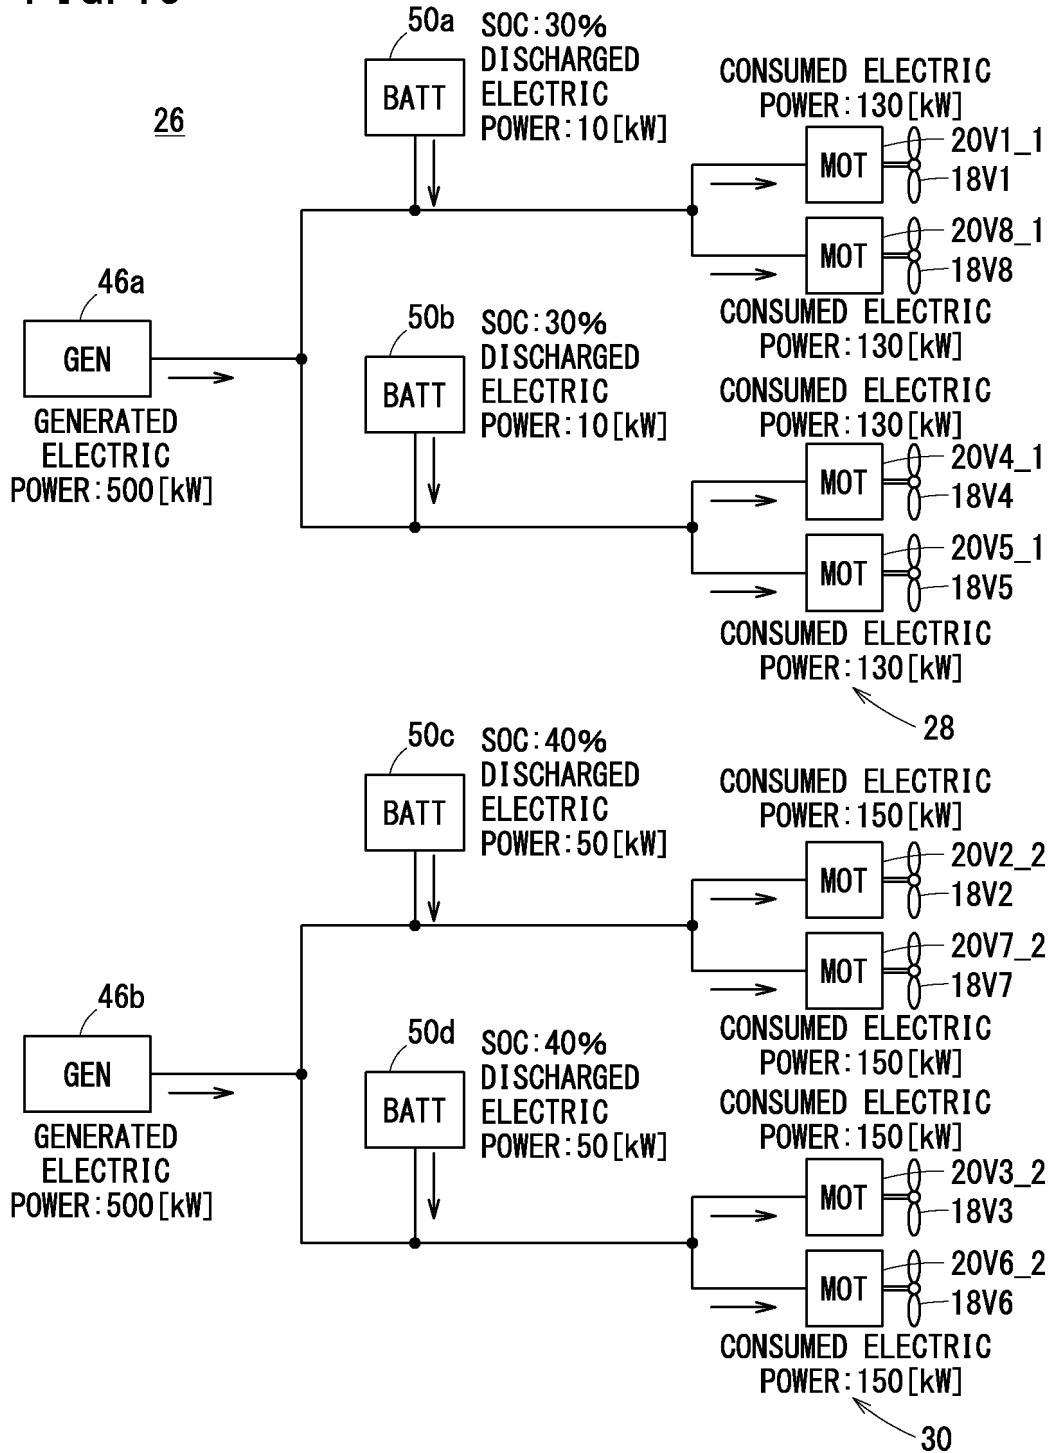 26
50a
SOC:30%
DISCHARGED
ELECTRIC
POWER:10[kW]
BATT
CONSUMED ELECTRIC
POWER:130[kW]
MOT
20V1_1
18V1
MOT
20V8_1
18V8
CONSUMED ELECTRIC
POWER:130[kW]
46a
GEN
GENERATED
ELECTRIC
POWER:500[kW]
50b
SOC:30%
DISCHARGED
ELECTRIC
POWER:10[kW]
BATT
CONSUMED ELECTRIC
POWER:130[kW]
MOT
20V4_1
18V4
MOT
20V5_1
18V5
CONSUMED ELECTRIC
POWER:130[kW]
28
50c
SOC:40%
DISCHARGED
ELECTRIC
POWER:50[kW]
BATT
CONSUMED ELECTRIC
POWER:150[kW]
MOT
20V2_2
18V2
MOT
20V7_2
18V7
CONSUMED ELECTRIC
POWER:150[kW]
46b
GEN
GENERATED
ELECTRIC
POWER:500[kW]
50d
SOC:40%
DISCHARGED
ELECTRIC
POWER:50[kW]
BATT
CONSUMED ELECTRIC
POWER:150[kW]
MOT
20V3_2
18V3
MOT
20V6_2
18V6
CONSUMED ELECTRIC
POWER:150[kW]
30